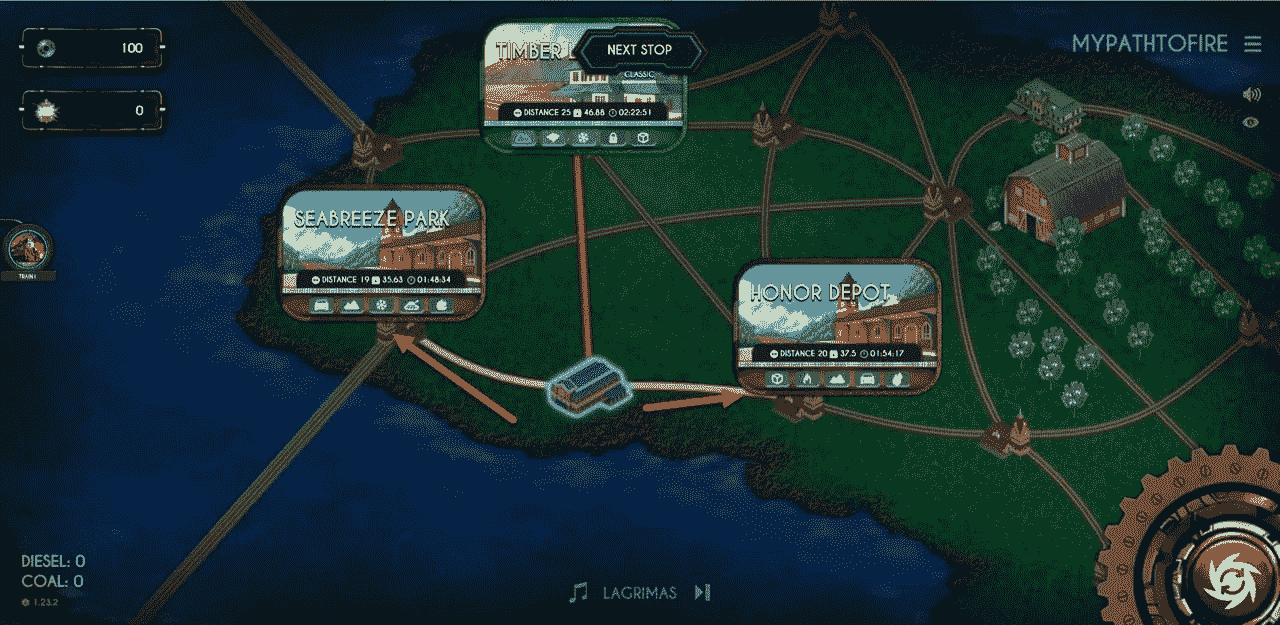 100
0
MYPATHTOFIRE
NEXT STOP
TIMBER
CLASSIC
DISTANCE 25 46.88 02:22:51
SEABREEZE PARK
DISTANCE 19 35.63 01:48:34
HONOR DEPOT
DISTANCE 20 37.5 01:54:17
TRAIN 1
DIESEL: 0
COAL: 0
1.23.2
LAGRIMAS